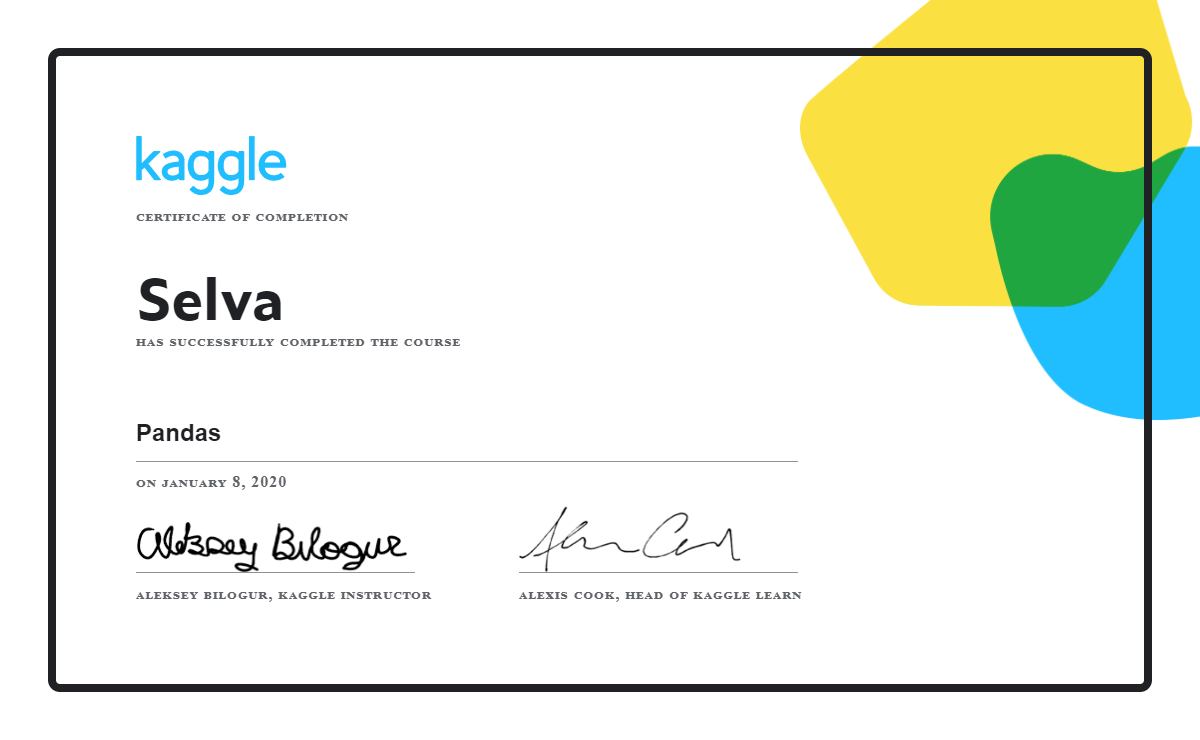 kaggle
CERTIFICATE OF COMPLETION
Selva
HAS SUCCESSFULLY COMPLETED THE COURSE
Pandas
ON JANUARY 8, 2020
Aleksey Bilogur
ALEKSEY BILOGUR, KAGGLE INSTRUCTOR
ALEXIS COOK, HEAD OF KAGGLE LEARN